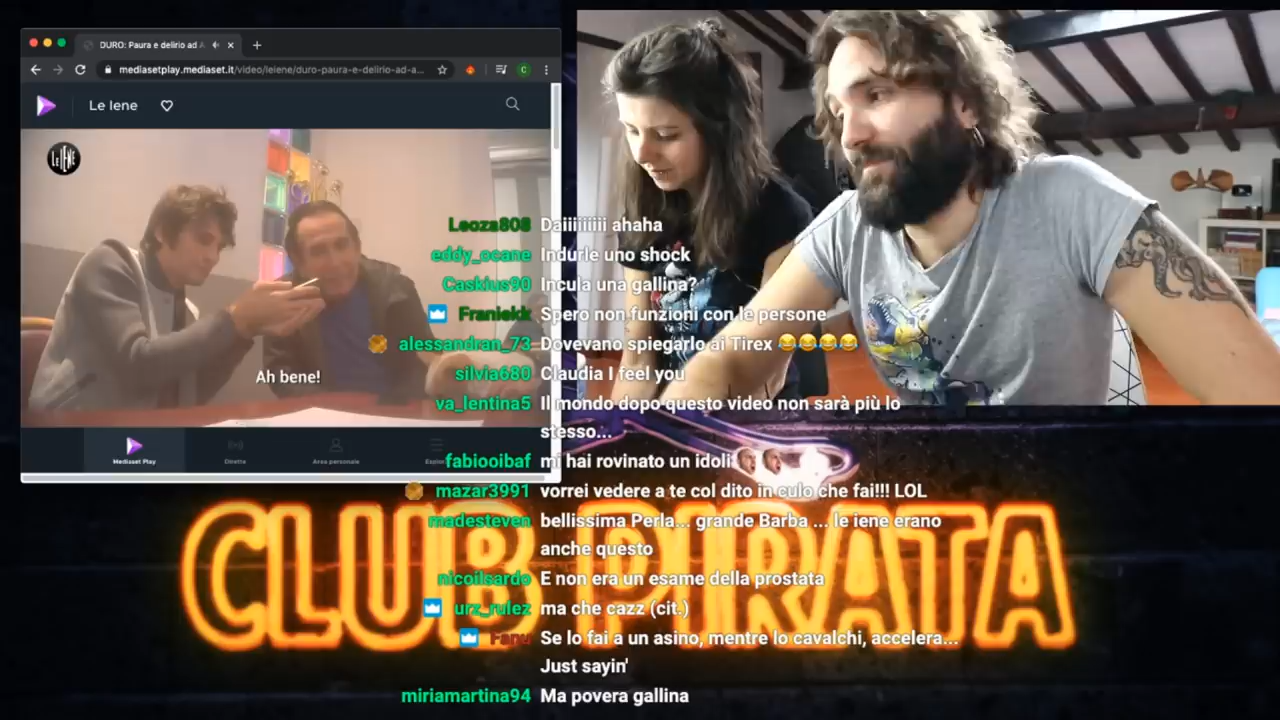 DURO: Paura e delirio ad A
mediasetplay.mediaset.it/video/leiene/duro-paura-e-delirio-ad-a...
C
Le Iene
Le IENE
Ah bene!
Mediaset Play
Dirette
Area personale
Leoza808 Daiiiiiiiii ahaha
eddy_ocane Indurle uno shock
Caskius90 Incula una gallina?
Franiekk Spero non funzioni con le persone
alessandran_73 Dovevano spiegarlo ai Tirex 😂😂😂😂
silvia680 Claudia I feel you
va_lentina5 Il mondo dopo questo video non sarà più lo
stesso...
fabiooibaf mi hai rovinato un idoli
mazar3991 vorrei vedere a te col dito in culo che fai!!! LOL
madesteven bellissima Perla... grande Barba ... le iene erano
anche questo
nicoilsardo E non era un esame della prostata
urz_rulez ma che cazz (cit.)
Fanu Se lo fai a un asino, mentre lo cavalchi, accelera...
Just sayin'
miriamartina94 Ma povera gallina
CLUB PIRATA